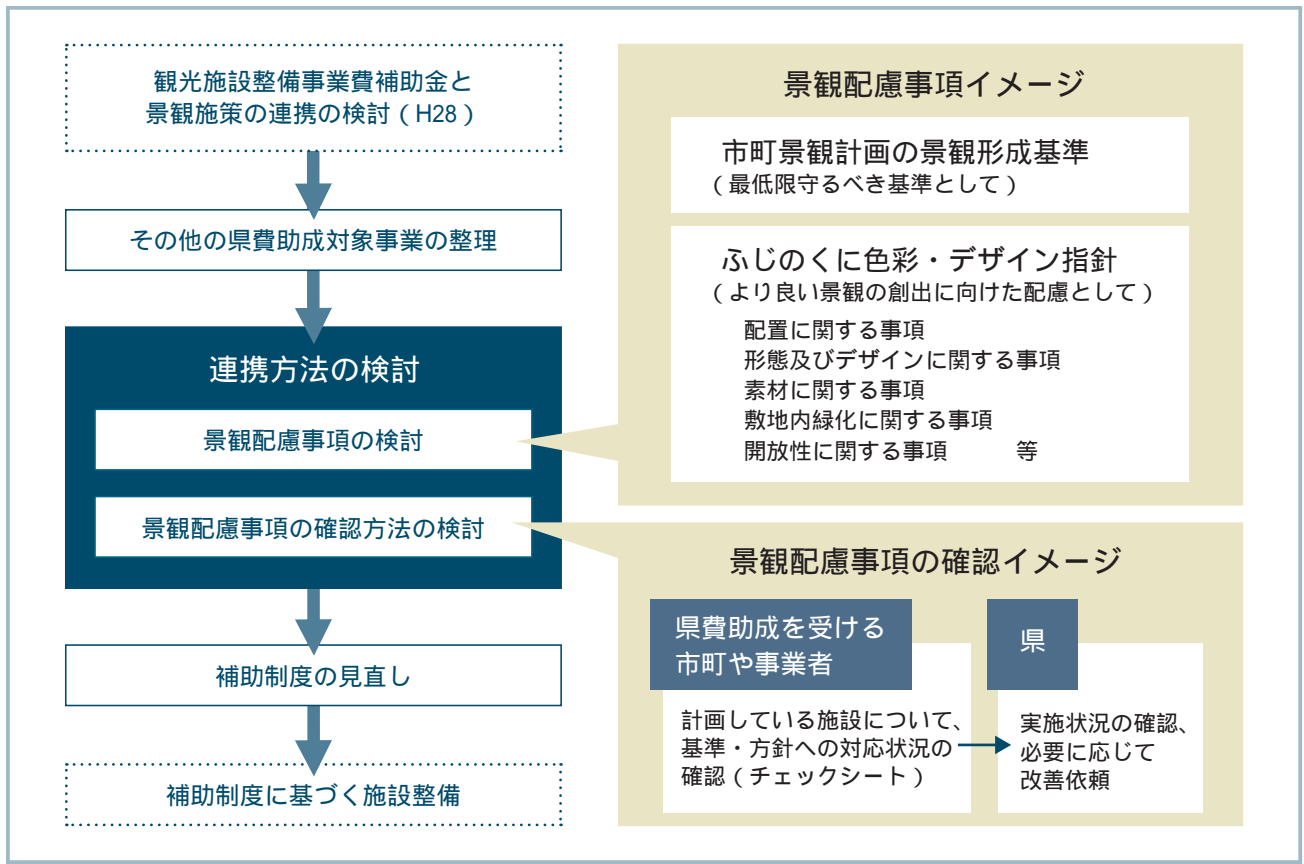 観光施設整備事業費補助金と
景観施策の連携の検討（H28）
その他の県費助成対象事業の整理
連携方法の検討
景観配慮事項の検討
景観配慮事項の確認方法の検討
補助制度の見直し
補助制度に基づく施設整備
景観配慮事項イメージ
市町景観計画の景観形成基準
（最低限守るべき基準として）
ふじのくに色彩・デザイン指針
（より良い景観の創出に向けた配慮として）
配置に関する事項
形態及びデザインに関する事項
素材に関する事項
敷地内緑化に関する事項
開放性に関する事項　等
景観配慮事項の確認イメージ
県費助成を受ける
市町や事業者
計画している施設について、
基準・方針への対応状況の
確認（チェックシート）
県
実施状況の確認、
必要に応じて
改善依頼